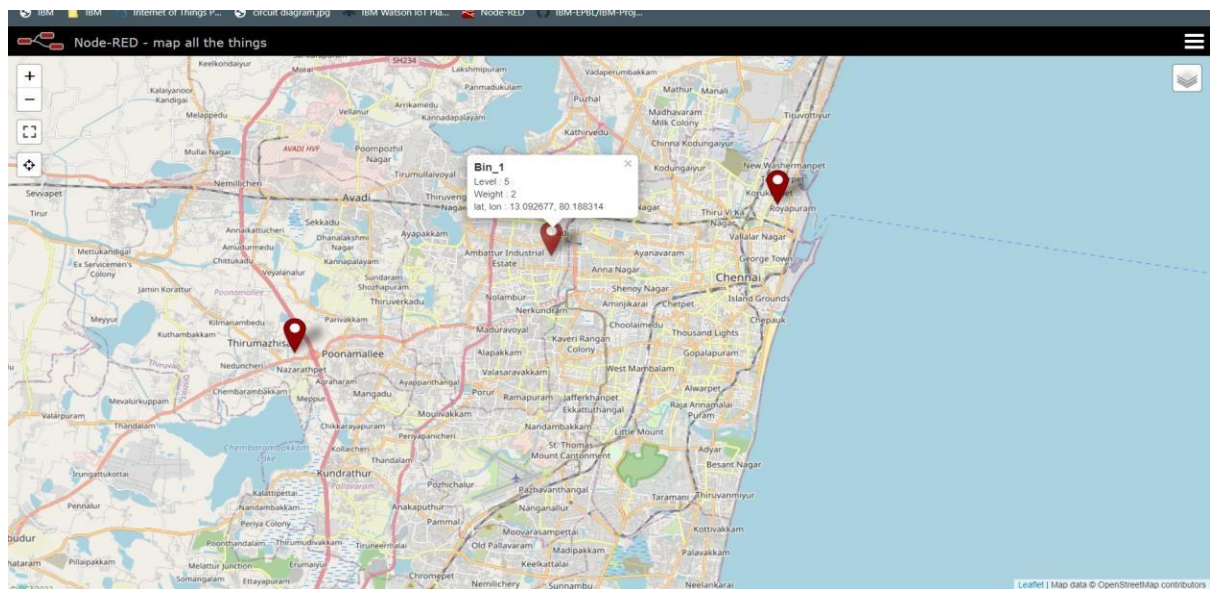 IBM
IBM
Internet of Things P...
circuit diagram.jpg
IBM Watson IoT Pla...
Node-RED
IBM-EPBL/IBM-Proj...
Node-RED - map all the things
+
−
Bin_1
×
Level : 5
Weight : 2
lat, lon : 13.092677, 80.188314
Keelkondaiyur
Morai
SH234
Lakshmipuram
Vadaperumbakkam
Kalaiyanoor
Kandigai
Pannmadukulam
Mathur
Manali
Puzhal
Melappedu
Vellanur
Arrikamedu
Kannadapalayam
Madhavaram
Milk Colony
Tiruvottiyur
Kathirvedu
Chinna Kodungaiyur
Mullai Nagar
AVADI HVF
Poompozhil
Nagar
Tirumullaivoyal
Kodungaiyur
New Washermanpet
Sevvapet
Nemilicheri
Avadi
Royapuram
Tirur
Thiru Vi Ka
Nagar
Sekkadu
Annaikattucheri
Dhanalakshmi
Nagar
Ayapakkam
Vallalar Nagar
Mettukandigai
Amudurmedu
Ex Servicemen's
Colony
Chittukadu
Kannapalayam
Ambattur Industrial
Estate
Ayanavaram
George Town
Veyalanalur
Anna Nagar
Chennai
Sundaram
Shozhapuram
Shenoy Nagar
Jamin Korattur
Poonamallee
Thiruverkadu
Nolambur
Aminjikarai
Chetpet
Island Grounds
Nerkundram
Meyyur
Kilmanambedu
Parivakkam
Choolaimedu
Chepauk
Kuthambakkam
Maduravoyal
Thousand Lights
Kaveri Rangan
Colony
Poonamallee
Alapakkam
Gopalapuram
Neduncheri
Nazarathpet
Valasaravakkam
West Mambalam
Agraharam
Ayappanthangal
Chembarambakkam
Meppur
Mangadu
Porur
Ramapuram
Jafferkhanpet
Alwarpet
Mevalurkuppam
Ekkattuthangal
Raja Annamalai
Puram
Valarpuram
Thandalam
Moulivakkam
Chikkarayapuram
Nandambakkam
Little Mount
Periyapanicheri
Chembarambakkam
Lake
Kollaicheri
St. Thomas
Mount Cantonment
Adyar
Thandalam
Besant Nagar
Irungattukottai
Kundrathur
Pozhichalur
Kalattipettai
Pallavaram
Pazhavanthangal
Taramani
Thiruvanmiyur
Pennalur
Nandambakkam
Anakaputhur
Nanganallur
Periya Colony
Pammal
Kottivakkam
Moovarasampettai
Poonthandalam
Thirumudivakkam
Tiruneermalai
Old Pallavaram
Madipakkam
Palavakkam
Pillaipakkam
Melattur Junction
Erumaiyur
Keelkattalai
Somangalam
Ettayapuram
Chromepet
Nemilichery
Sunnambu
Neelankarai
Leaflet | Map data © OpenStreetMap contributors